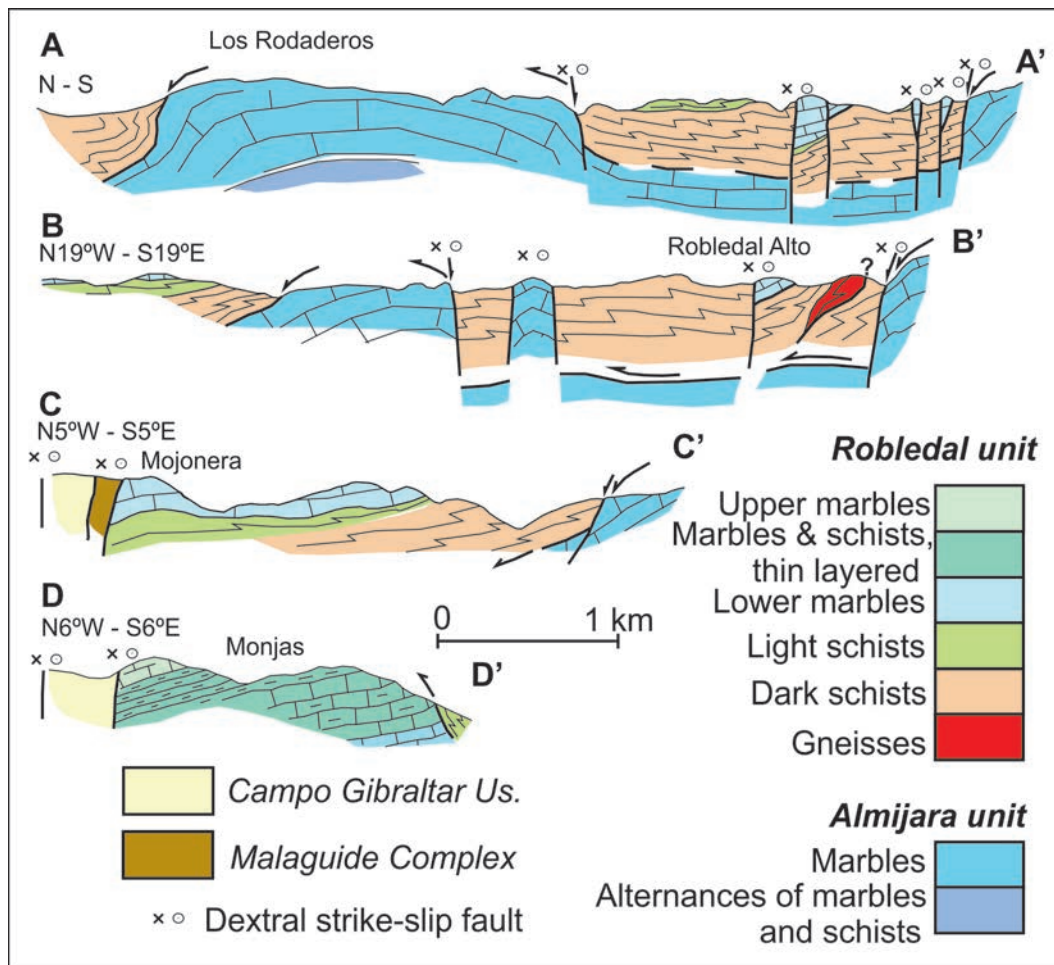 A
Los Rodaderos
N - S
A'
B
N19ºW - S19ºE
Robledal Alto
B'
?
C
N5ºW - S5ºE
Mojonera
C'
D
N6ºW - S6ºE
Monjas
D'
0
1 km
Robledal unit
Upper marbles
Marbles & schists,
thin layered
Lower marbles
Light schists
Dark schists
Gneisses
Campo Gibraltar Us.
Malaguide Complex
Dextral strike-slip fault
Almijara unit
Marbles
Alternances of marbles
and schists